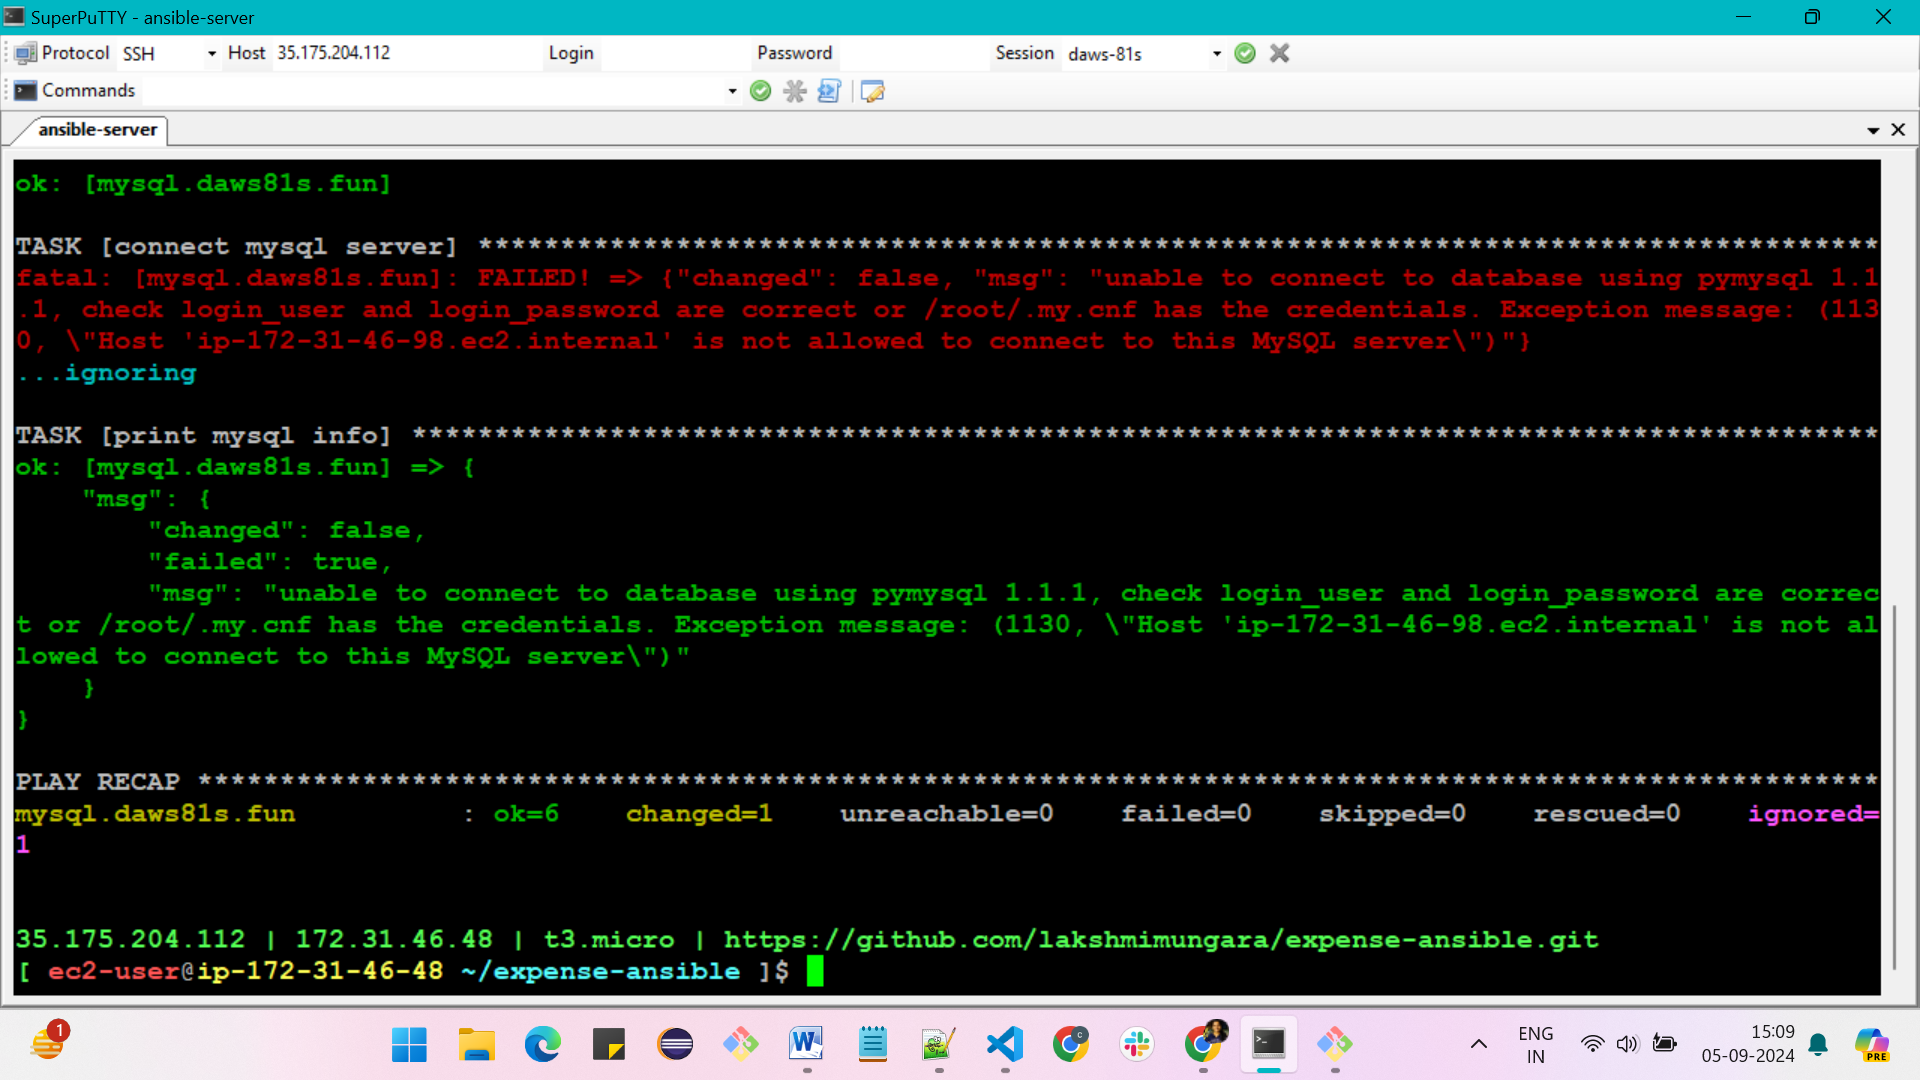 SuperPuTTY - ansible-server
Protocol SSH Host 35.175.204.112 Login Password Session daws-81s
Commands
ansible-server
ok: [mysql.daws81s.fun]
TASK [connect mysql server] *************************************************************************************
fatal: [mysql.daws81s.fun]: FAILED! => {"changed": false, "msg": "unable to connect to database using pymysql 1.1
.1, check login_user and login_password are correct or /root/.my.cnf has the credentials. Exception message: (113
0, \"Host 'ip-172-31-46-98.ec2.internal' is not allowed to connect to this MySQL server\")"}
...ignoring
TASK [print mysql info] *****************************************************************************************
ok: [mysql.daws81s.fun] => {
    "msg": {
        "changed": false,
        "failed": true,
        "msg": "unable to connect to database using pymysql 1.1.1, check login_user and login_password are correc
t or /root/.my.cnf has the credentials. Exception message: (1130, \"Host 'ip-172-31-46-98.ec2.internal' is not al
lowed to connect to this MySQL server\")"
    }
}
PLAY RECAP ******************************************************************************************************
mysql.daws81s.fun          : ok=6    changed=1    unreachable=0    failed=0    skipped=0    rescued=0    ignored=
1
35.175.204.112 | 172.31.46.48 | t3.micro | https://github.com/lakshmimungara/expense-ansible.git
[ ec2-user@ip-172-31-46-48 ~/expense-ansible ]$
1
ENG
IN
15:09
05-09-2024
PRE